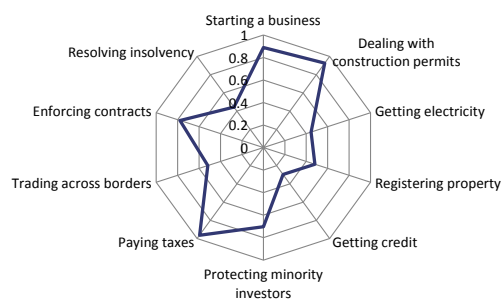 Starting a business
Dealing with
construction permits
Getting electricity
Registering property
Getting credit
Protecting minority
investors
Paying taxes
Trading across borders
Enforcing contracts
Resolving insolvency
1
0.8
0.6
0.4
0.2
0